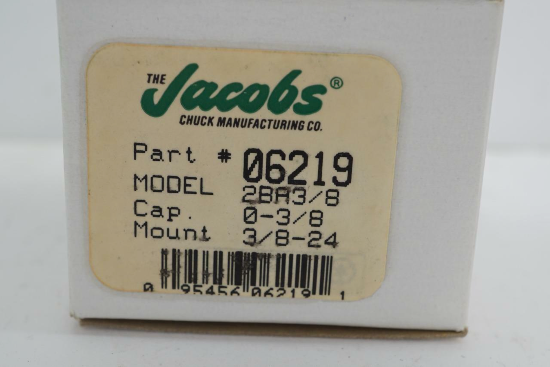 THE Jacobs®
CHUCK MANUFACTURING CO.
Part # 06219
MODEL 2BA3/8
Cap. 0-3/8
Mount 3/8-24
0 95456 06219 1